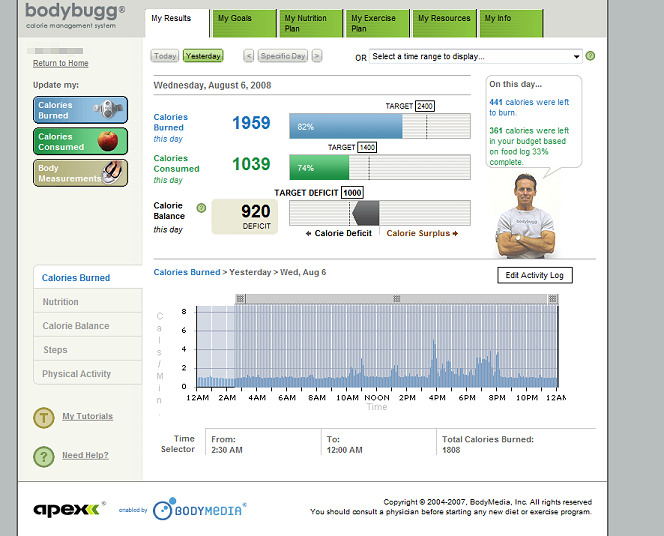 bodybugg®
calorie management system
My Results
My Goals
My Nutrition
Plan
My Exercise
Plan
My Resources
My Info
Return to Home
Today
Yesterday
<
Specific Day
>
OR
Select a time range to display...
?
Update my:
Calories
Burned
Calories
Consumed
Body
Measurements
Wednesday, August 6, 2008
TARGET 2400
Calories
Burned
this day
1959
82%
TARGET 1400
Calories
Consumed
this day
1039
74%
TARGET DEFICIT 1000
Calorie
Balance
this day
?
920
DEFICIT
Calorie Deficit
Calorie Surplus
On this day...
441 calories were left
to burn.
361 calories were left
in your budget based
on food log 33%
complete.
bodybugg
Calories Burned
Nutrition
Calorie Balance
Steps
Physical Activity
Calories Burned > Yesterday > Wed, Aug 6
Edit Activity Log
Cals/Min.
8
6
4
2
0
12AM 2AM 4AM 6AM 8AM 10AM NOON 2PM 4PM 6PM 8PM 10PM 12AM
Time
T
My Tutorials
?
Need Help?
Time
Selector
From:
2:30 AM
To:
12:00 AM
Total Calories Burned:
1808
apex®
enabled by
BODYMEDIA®
Copyright © 2004-2007, BodyMedia, Inc. All rights reserved
You should consult a physician before starting any new diet or exercise program.